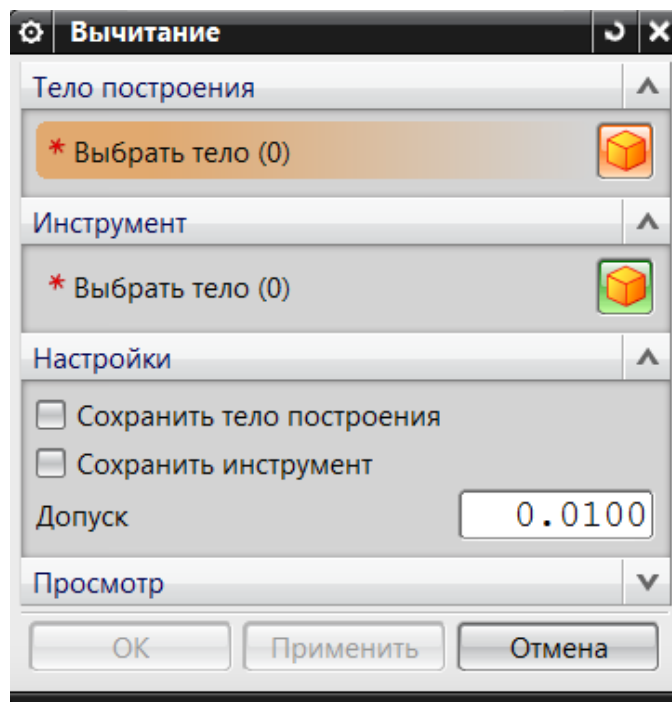 Вычитание
Тело построения
* Выбрать тело (0)
Инструмент
* Выбрать тело (0)
Настройки
Сохранить тело построения
Сохранить инструмент
Допуск 0.0100
Просмотр
ОК Применить Отмена